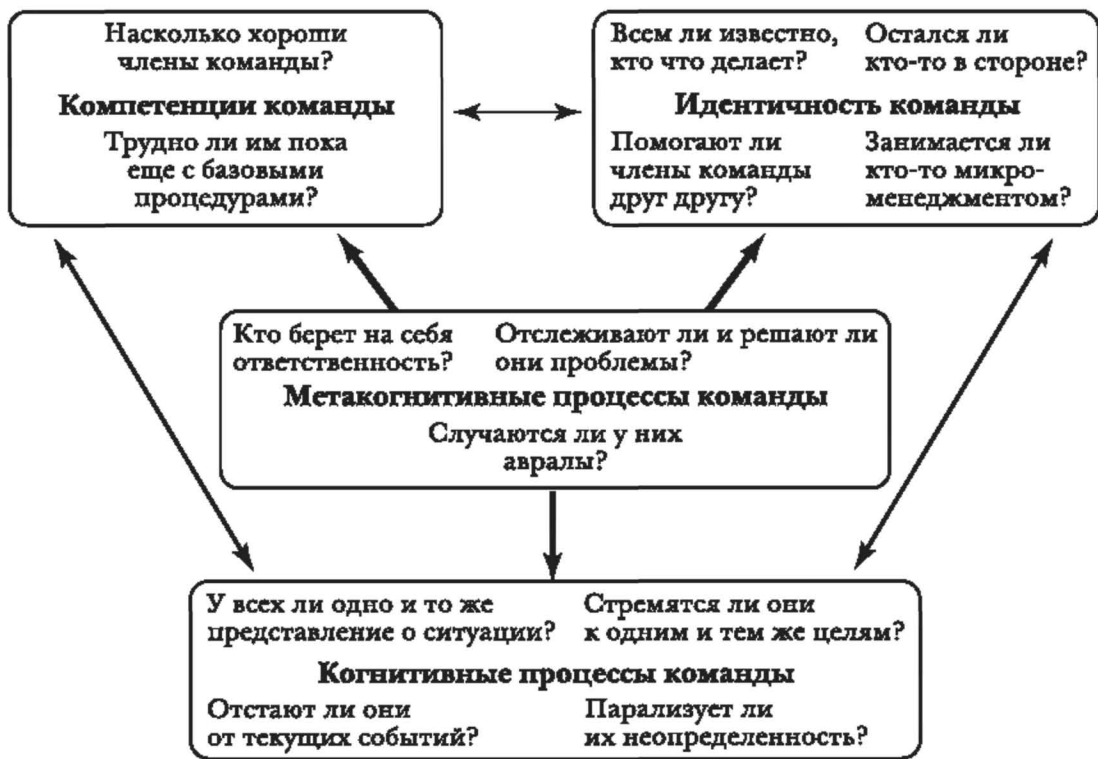 Насколько хороши
члены команды?
Компетенции команды
Трудно ли им пока
еще с базовыми
процедурами?
Всем ли известно,
кто что делает?
Остался ли
кто-то в стороне?
Идентичность команды
Помогают ли
члены команды
друг другу?
Занимается ли
кто-то микро-
менеджментом?
Кто берет на себя
ответственность?
Отслеживают ли и решают ли
они проблемы?
Метакогнитивные процессы команды
Случаются ли у них
авралы?
У всех ли одно и то же
представление о ситуации?
Стремятся ли они
к одним и тем же целям?
Когнитивные процессы команды
Отстают ли они
от текущих событий?
Парализует ли
их неопределенность?